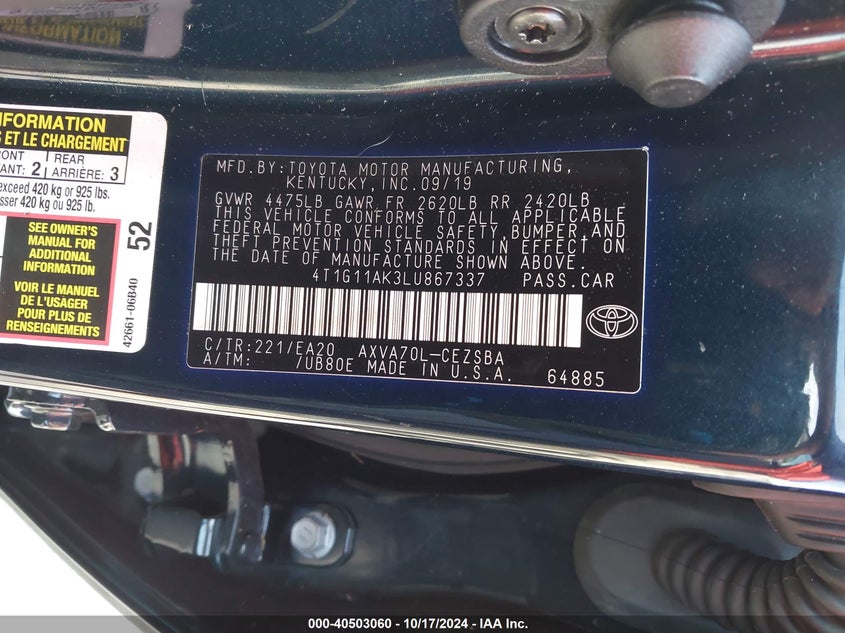 INFORMATION
ET LE CHARGEMENT
2
REAR
ARRIÈRE: 3
exceed 420 kg or 925 lbs.
420 kg ou 925 lb.
SEE OWNER'S
MANUAL FOR
ADDITIONAL
INFORMATION
VOIR LE MANUEL
DE L'USAGER
POUR PLUS DE
RENSEIGNEMENTS
52
42661-06B40
MFD.BY:TOYOTA MOTOR MANUFACTURING,
KENTUCKY, INC.09/19
GVWR 4475LB GAWR FR 2620LB RR 2420LB
THIS VEHICLE CONFORMS TO ALL APPLICABLE
FEDERAL MOTOR VEHICLE SAFETY, BUMPER,AND
THEFT PREVENTION STANDARDS IN EFFECT ON
THE DATE OF MANUFACTURE SHOWN ABOVE.
4T1G11AK3LU867337 PASS.CAR
C/TR:221/EA20 AXVA70L-CEZSBA
A/TM: /UB80E MADE IN U.S.A. 64885
000-40503060 - 10/17/2024 - IAA Inc.